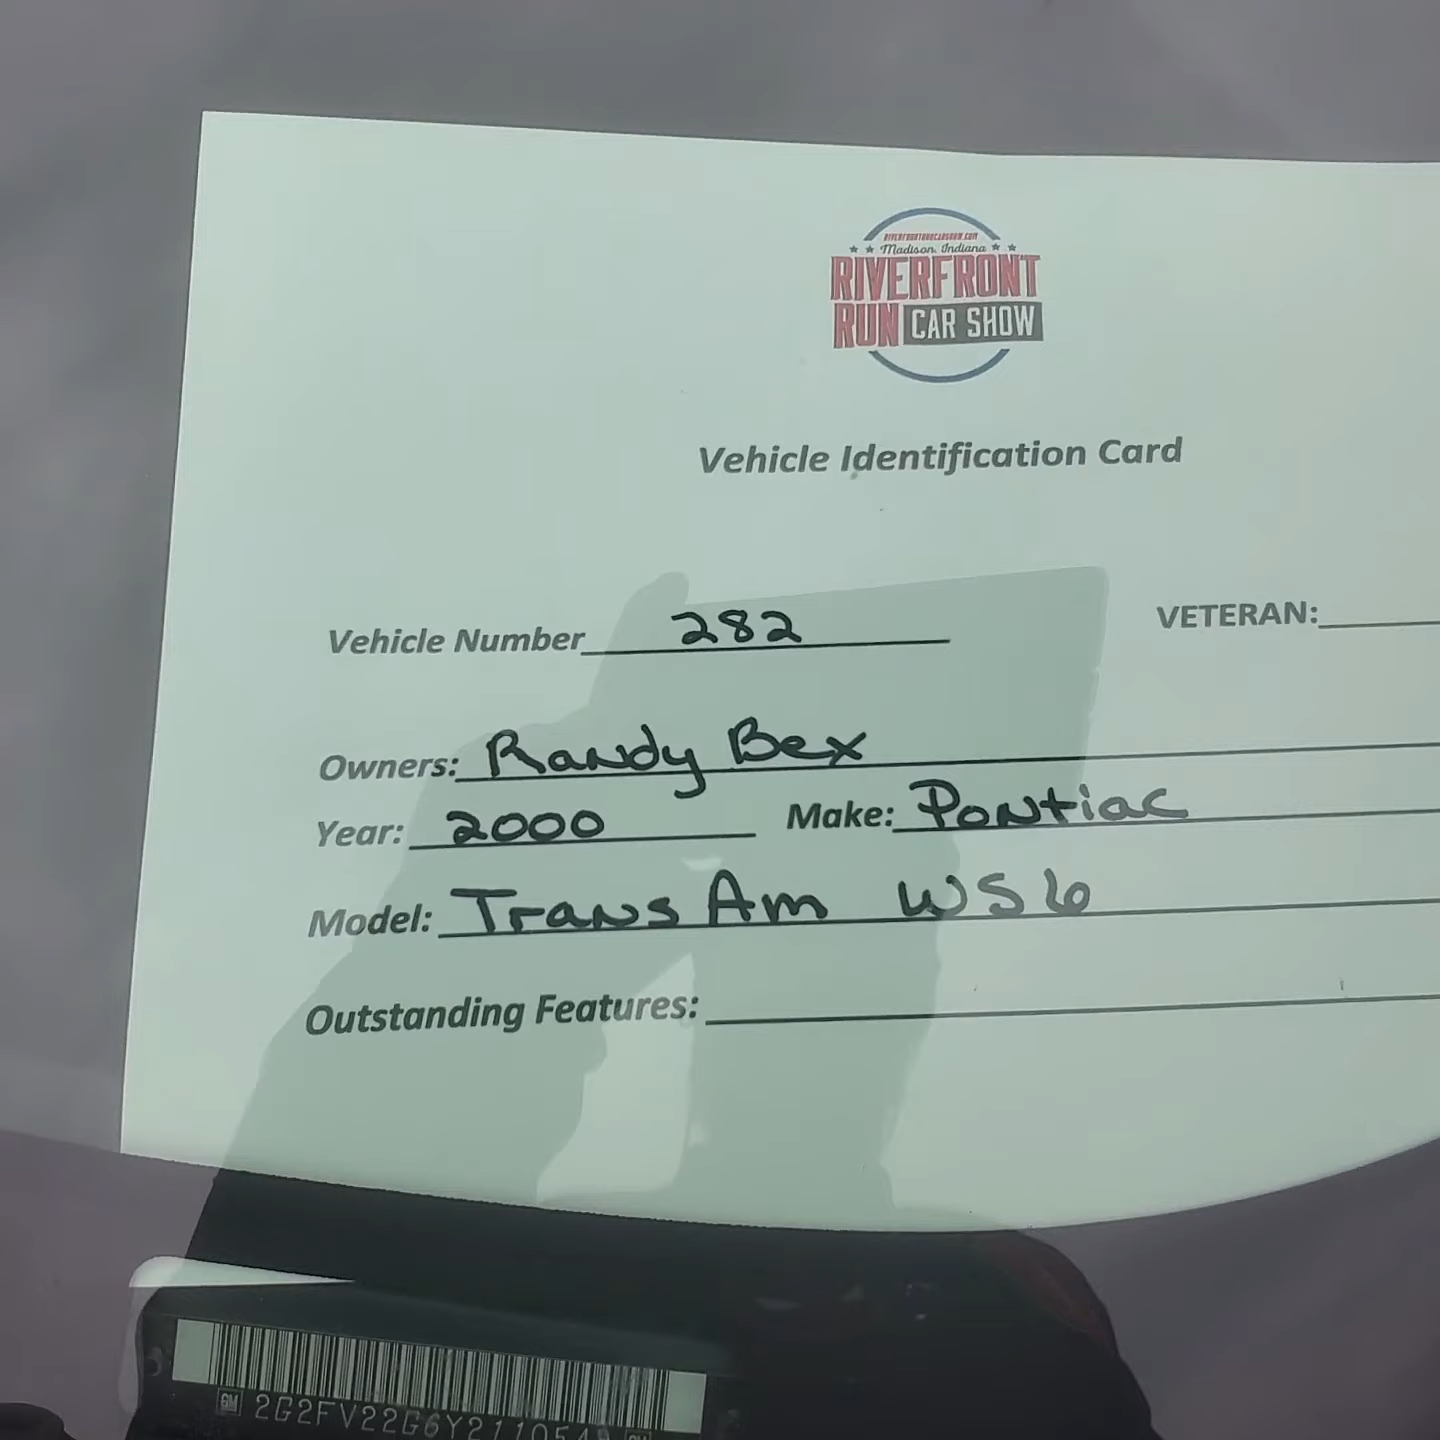 RIVERFRONTRUNCARSHOW.COM
Madison, Indiana
RIVERFRONT
RUN CAR SHOW
Vehicle Identification Card
Vehicle Number 282 VETERAN:
Owners: Randy Bex
Year: 2000 Make: Pontiac
Model: Trans Am WS6
Outstanding Features:
GM 2G2FV22G6Y211054